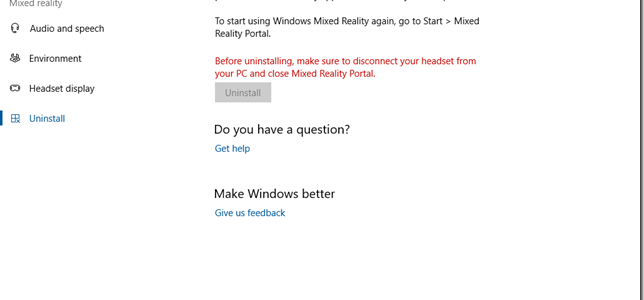 Mixed reality
To start using Windows Mixed Reality again, go to Start > Mixed
Reality Portal.
Audio and speech
Environment
Before uninstalling, make sure to disconnect your headset from
your PC and close Mixed Reality Portal.
Headset display
Uninstall
Uninstall
Do you have a question?
Get help
Make Windows better
Give us feedback